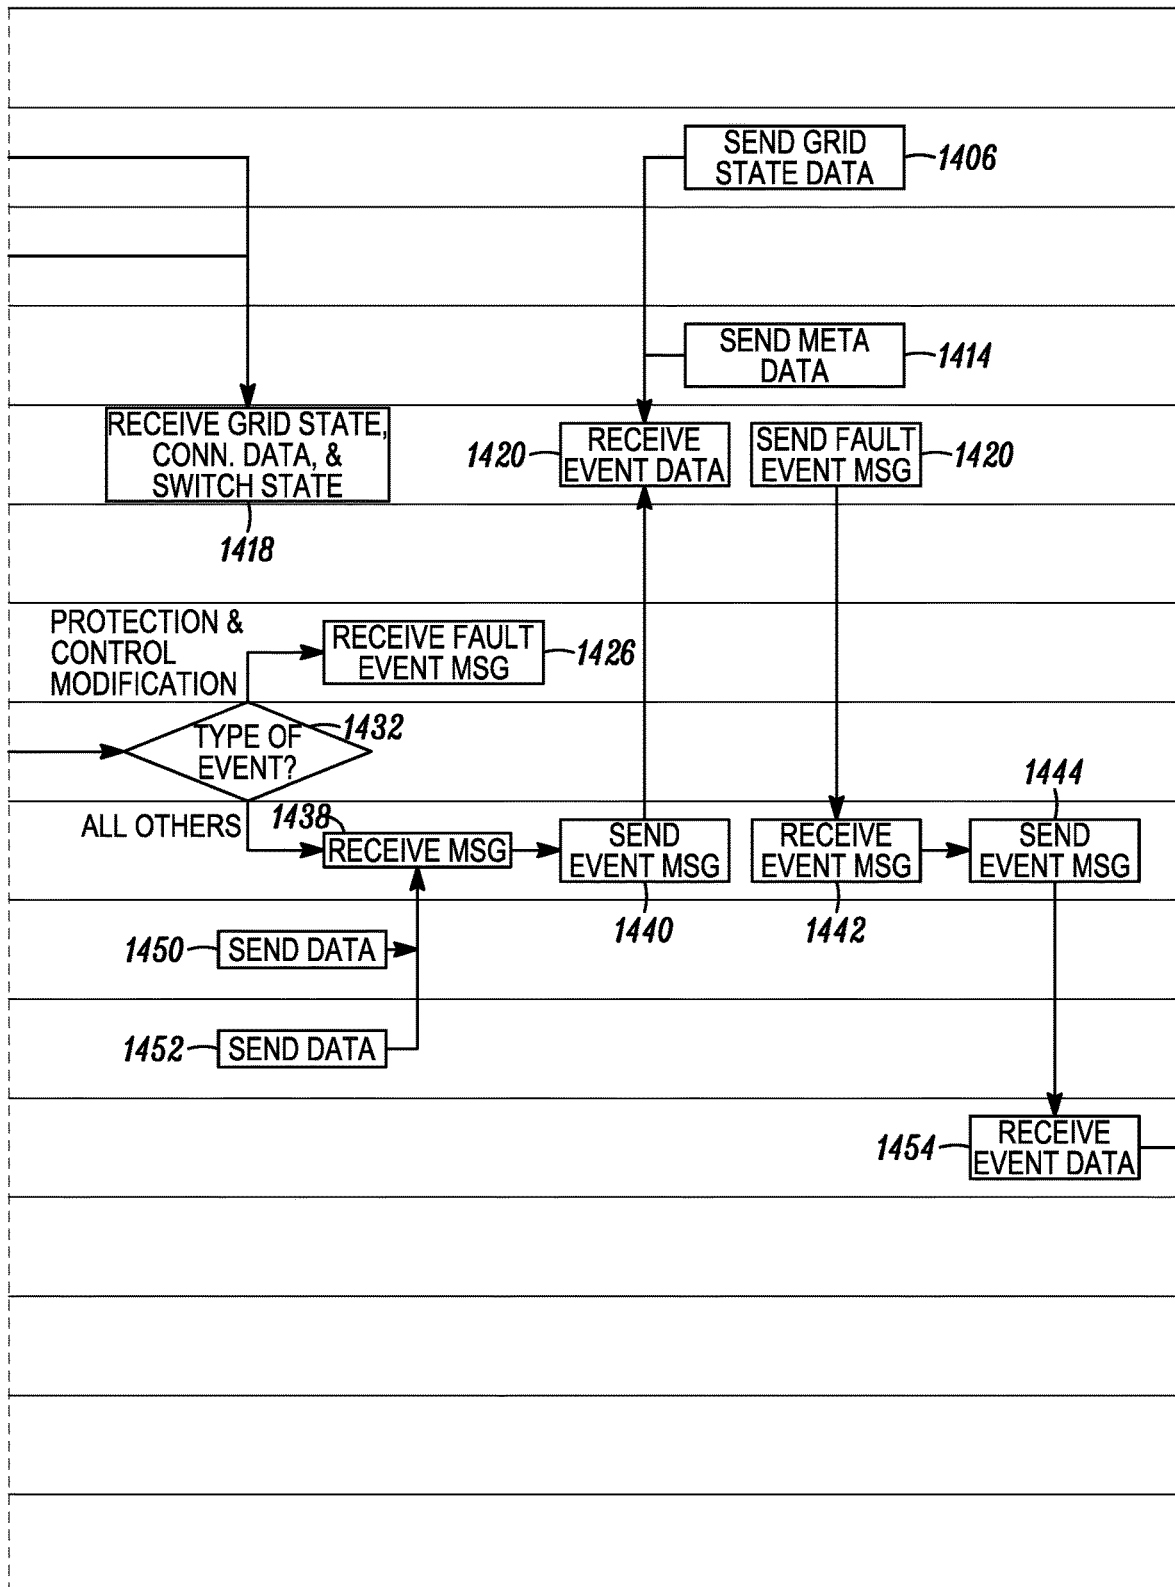 SEND GRID
STATE DATA
1406
SEND META
DATA
1414
RECEIVE GRID STATE,
CONN. DATA, &
SWITCH STATE
1418
1420
RECEIVE
EVENT DATA
SEND FAULT
EVENT MSG
1420
PROTECTION &
CONTROL
MODIFICATION
RECEIVE FAULT
EVENT MSG
1426
TYPE OF
EVENT?
1432
ALL OTHERS
1438
RECEIVE MSG
SEND
EVENT MSG
1440
RECEIVE
EVENT MSG
1442
1444
SEND
EVENT MSG
1450
SEND DATA
1452
SEND DATA
1454
RECEIVE
EVENT DATA